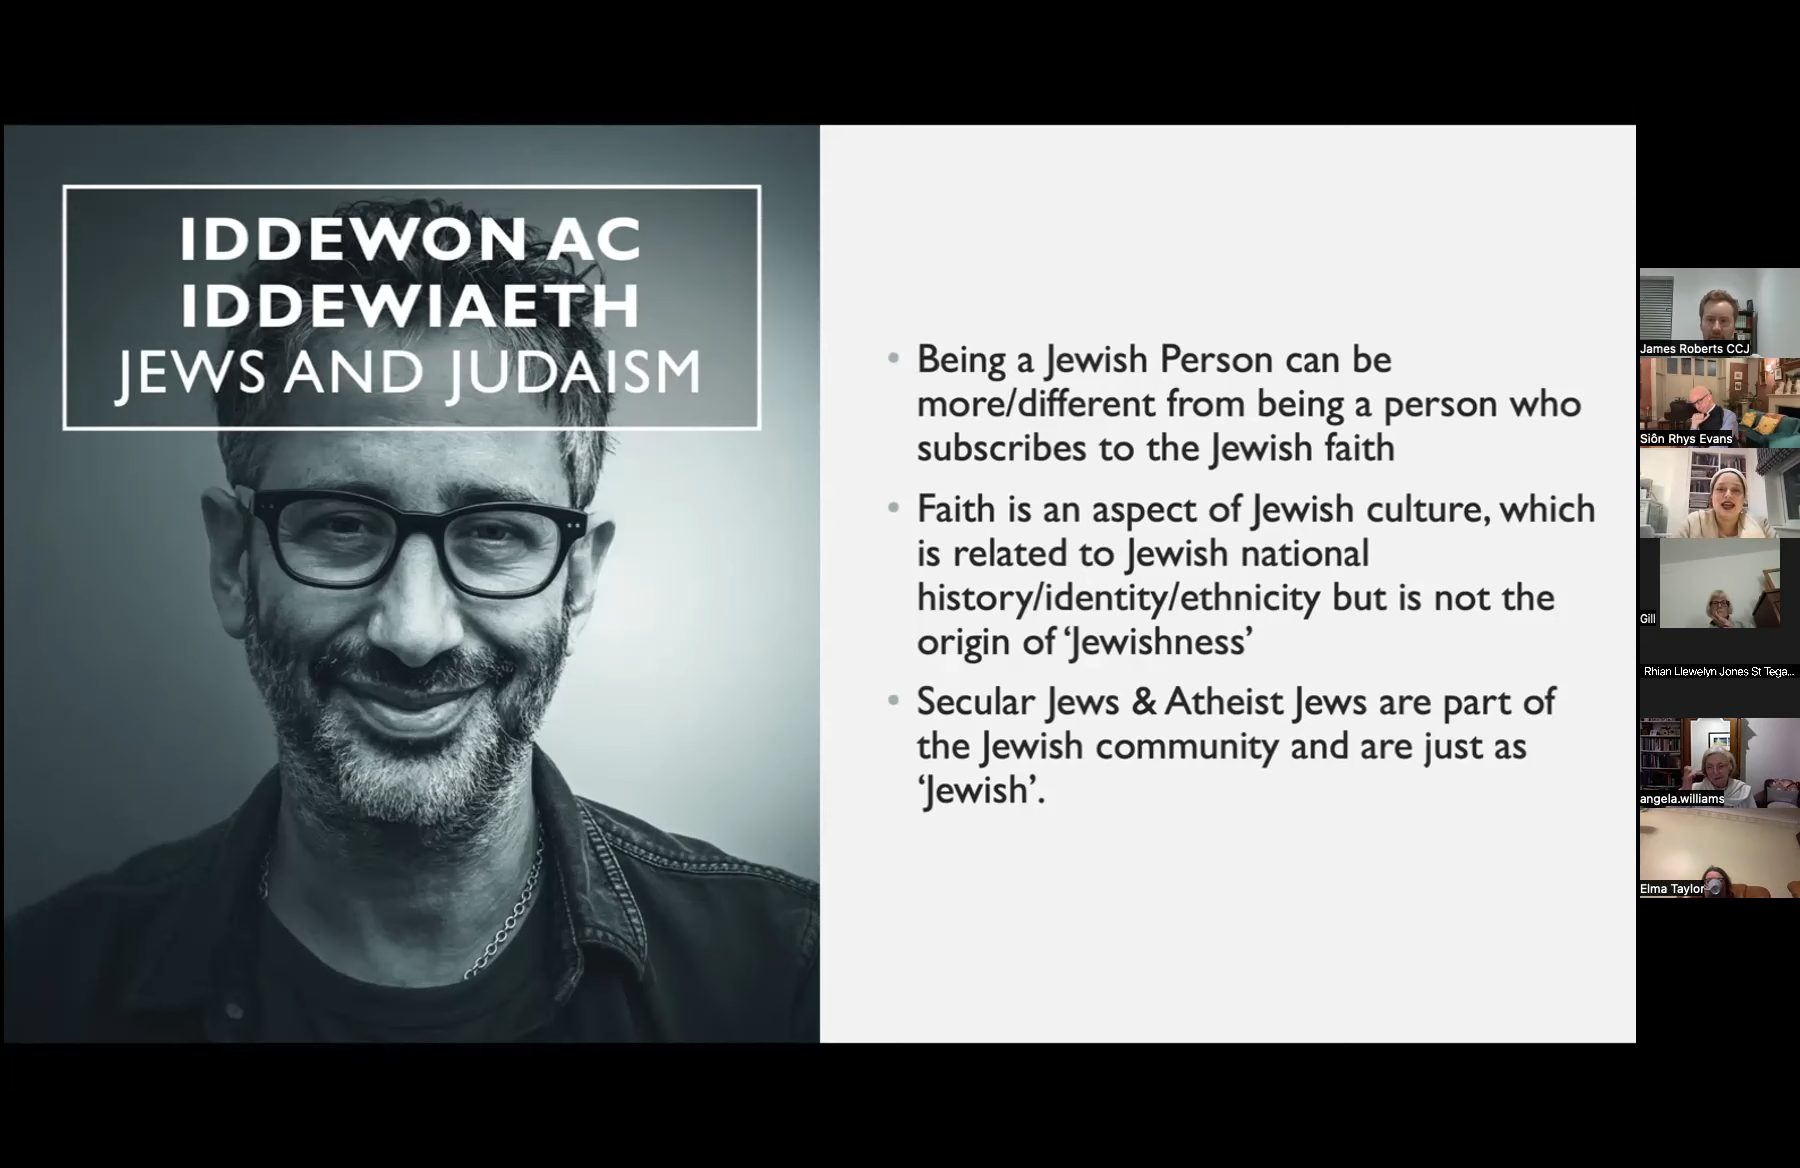 IDDEWON AC
IDDEWIAETH
JEWS AND JUDAISM
• Being a Jewish Person can be
more/different from being a person who
subscribes to the Jewish faith
• Faith is an aspect of Jewish culture, which
is related to Jewish national
history/identity/ethnicity but is not the
origin of ‘Jewishness’
• Secular Jews & Atheist Jews are part of
the Jewish community and are just as
‘Jewish’.
James Roberts CCJ
Siôn Rhys Evans
Gill
Rhian Llewelyn Jones St Tega...
angela.williams
Elma Taylor